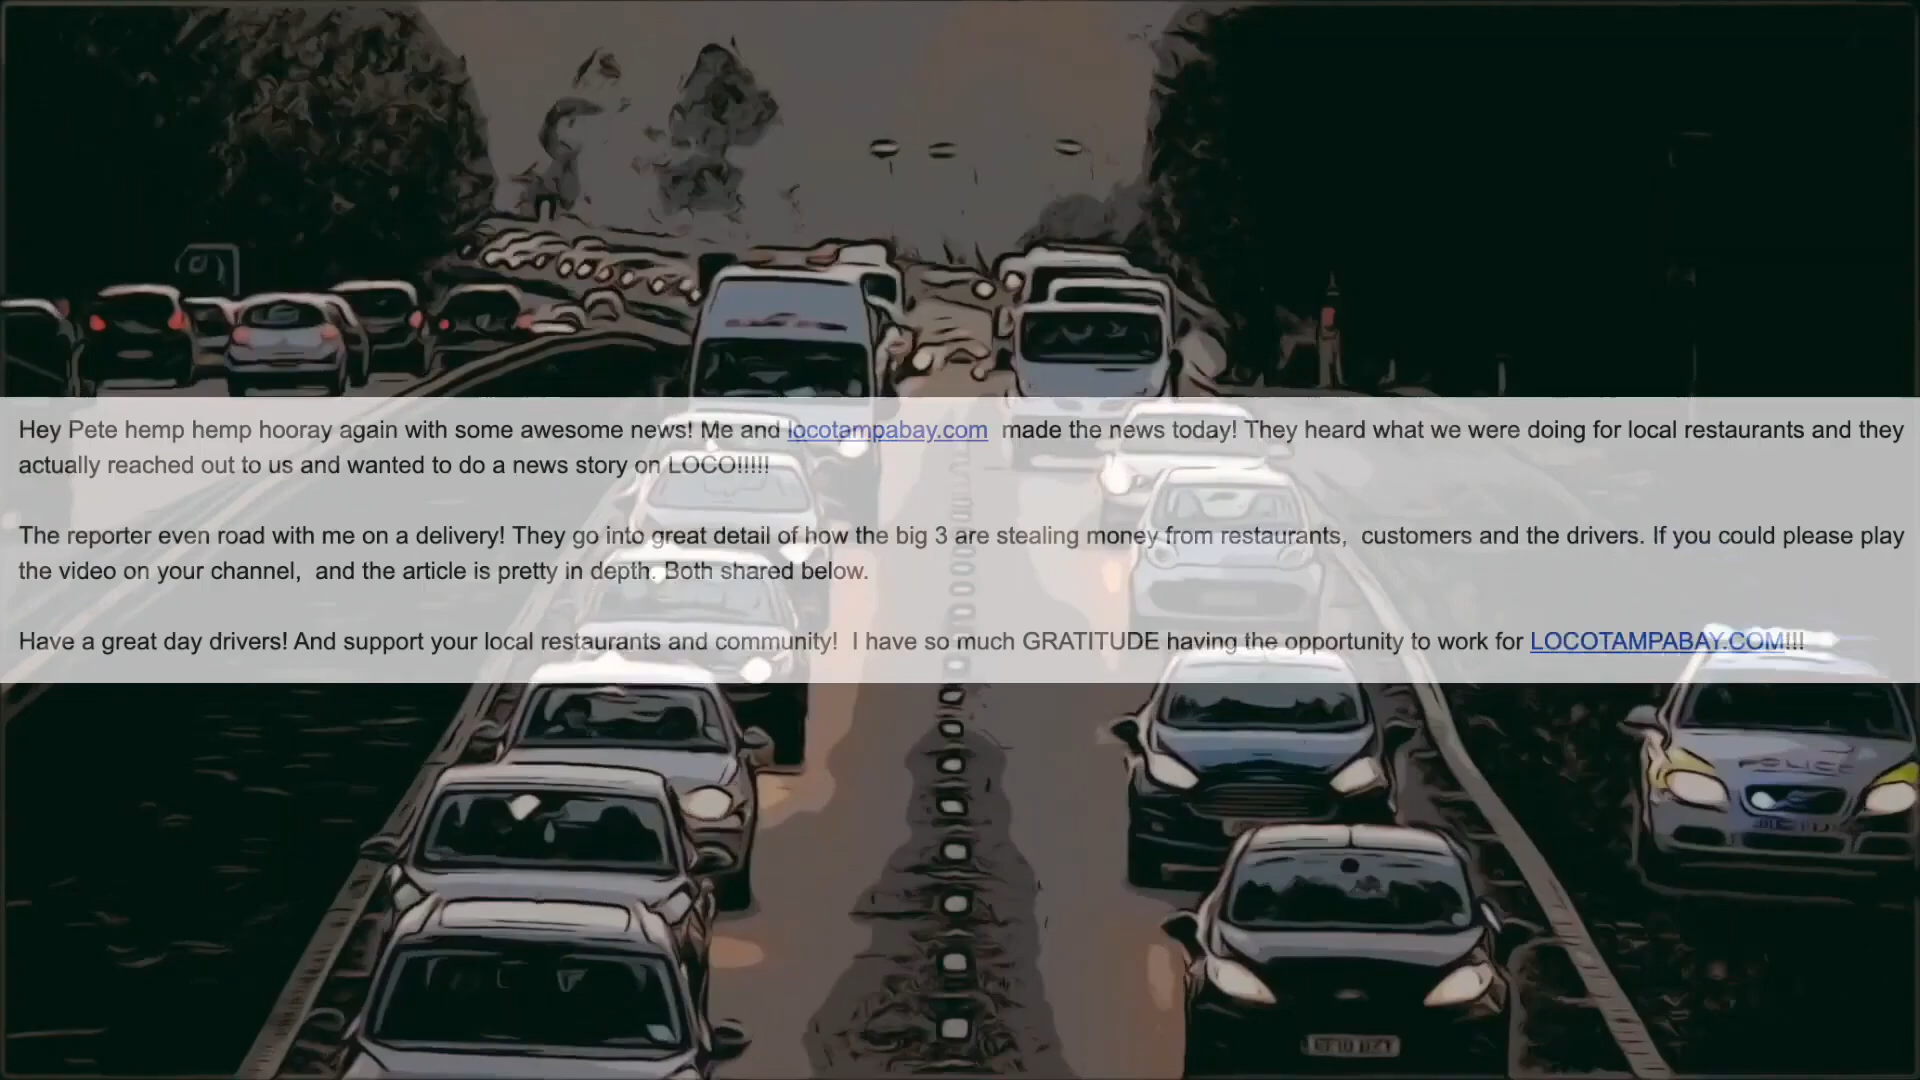 Hey Pete hemp hemp hooray again with some awesome news! Me and locotampabay.com made the news today! They heard what we were doing for local restaurants and they
actually reached out to us and wanted to do a news story on LOCO!!!!!
The reporter even road with me on a delivery! They go into great detail of how the big 3 are stealing money from restaurants, customers and the drivers. If you could please play
the video on your channel, and the article is pretty in depth. Both shared below.
Have a great day drivers! And support your local restaurants and community! I have so much GRATITUDE having the opportunity to work for LOCOTAMPABAY.COM!!!
POLICE